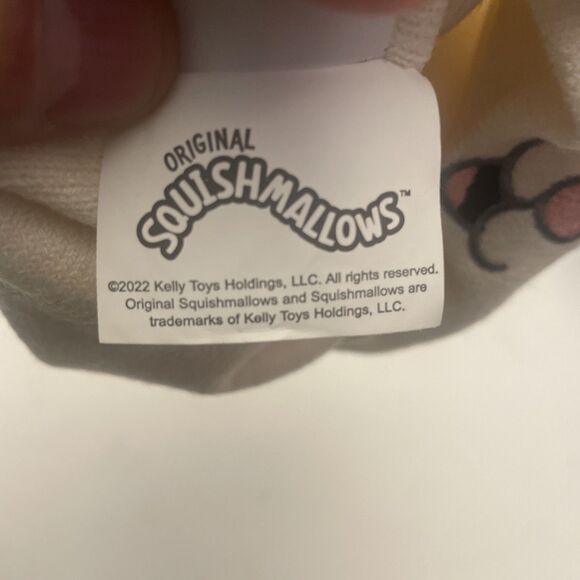 ORIGINAL
SQUISHMALLOWS™
©2022 Kelly Toys Holdings, LLC. All rights reserved.
Original Squishmallows and Squishmallows are
trademarks of Kelly Toys Holdings, LLC.